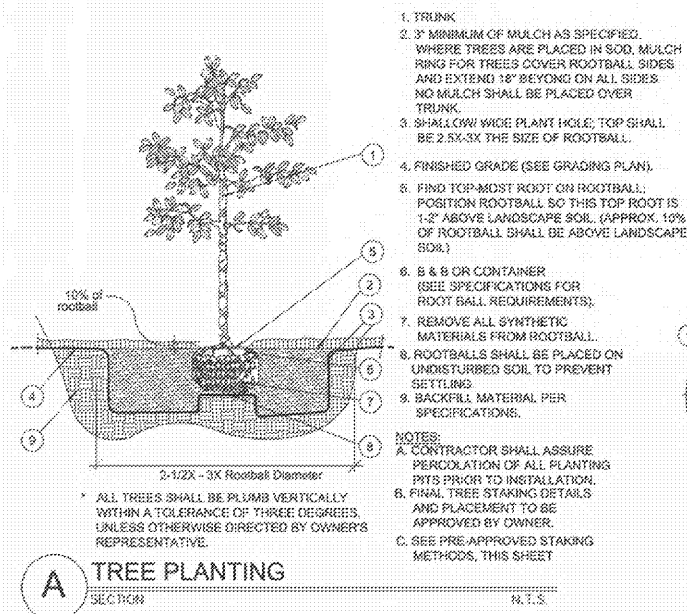 1. TRUNK
2. 3" MINIMUM OF MULCH AS SPECIFIED.
WHERE TREES ARE PLACED IN SOD, MULCH
RING FOR TREES COVER ROOTBALL SIDES
AND EXTEND 18" BEYOND ON ALL SIDES.
NO MULCH SHALL BE PLACED OVER
TRUNK.
3. SHALLOW/ WIDE PLANT HOLE; TOP SHALL
BE 2.5X-3X THE SIZE OF ROOTBALL.
4. FINISHED GRADE (SEE GRADING PLAN).
5. FIND TOP-MOST ROOT ON ROOTBALL;
POSITION ROOTBALL SO THIS TOP ROOT IS
1-2" ABOVE LANDSCAPE SOIL. (APPROX. 10%
OF ROOTBALL SHALL BE ABOVE LANDSCAPE
SOIL)
6. B & B OR CONTAINER
(SEE SPECIFICATIONS FOR
ROOT BALL REQUIREMENTS).
7. REMOVE ALL SYNTHETIC
MATERIALS FROM ROOTBALL.
8. ROOTBALLS SHALL BE PLACED ON
UNDISTURBED SOIL TO PREVENT
SETTLING
9. BACKFILL MATERIAL PER
SPECIFICATIONS.
NOTES:
A. CONTRACTOR SHALL ASSURE
PERCOLATION OF ALL PLANTING
PITS PRIOR TO INSTALLATION.
B. FINAL TREE STAKING DETAILS
AND PLACEMENT TO BE
APPROVED BY OWNER.
C. SEE PRE-APPROVED STAKING
METHODS, THIS SHEET
1
5
2
3
10% of
rootball
6
4
7
9
8
2-1/2X - 3X Rootball Diameter
* ALL TREES SHALL BE PLUMB VERTICALLY
WITHIN A TOLERANCE OF THREE DEGREES,
UNLESS OTHERWISE DIRECTED BY OWNER'S
REPRESENTATIVE.
A TREE PLANTING
SECTION N.T.S.